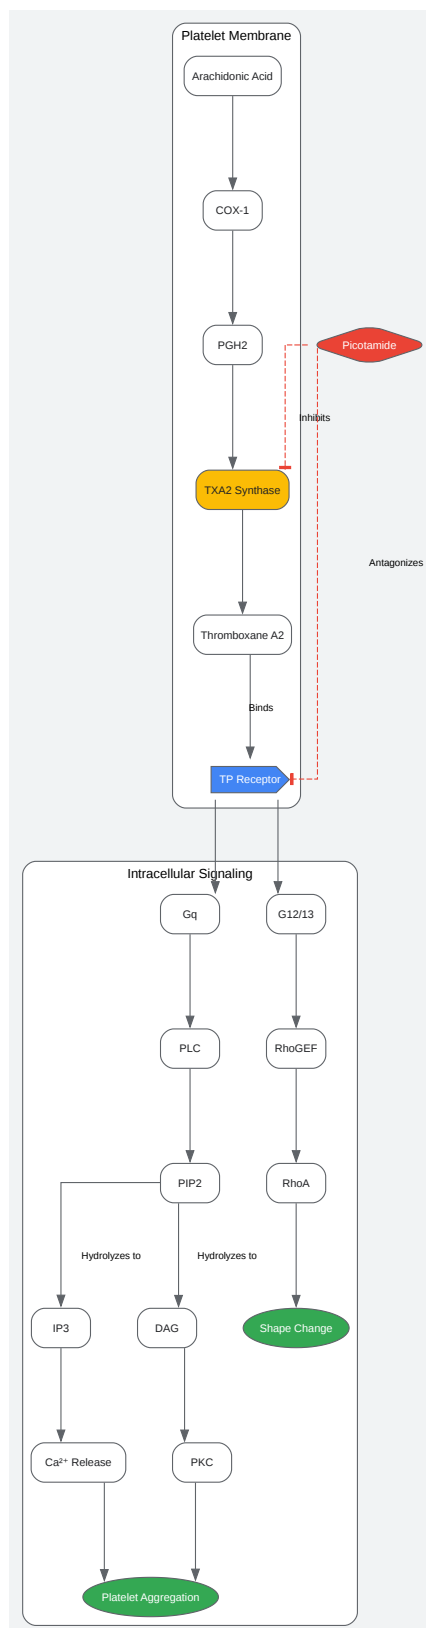 Platelet Membrane
Arachidonic Acid
COX-1
PGH2
Picotamide
Inhibits
TXA2 Synthase
Antagonizes
Thromboxane A2
Binds
TP Receptor
Intracellular Signaling
Gq
G12/13
PLC
RhoGEF
PIP2
RhoA
Hydrolyzes to
Hydrolyzes to
IP3
DAG
Shape Change
Ca²⁺ Release
PKC
Platelet Aggregation